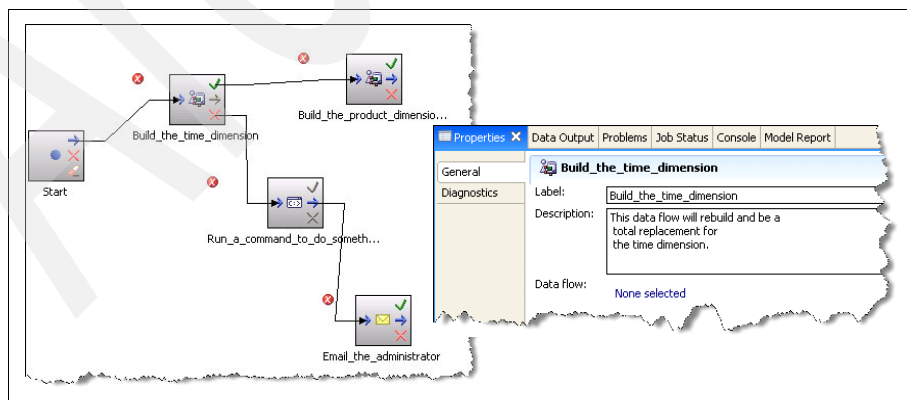 Start
Build_the_time_dimension
Build_the_product_dimensio...
Run_a_command_to_do_someth...
Email_the_administrator
Properties
Data Output
Problems
Job Status
Console
Model Report
General
Diagnostics
Build_the_time_dimension
Label:
Build_the_time_dimension
Description:
This data flow will rebuild and be a
total replacement for
the time dimension.
Data flow:
None selected